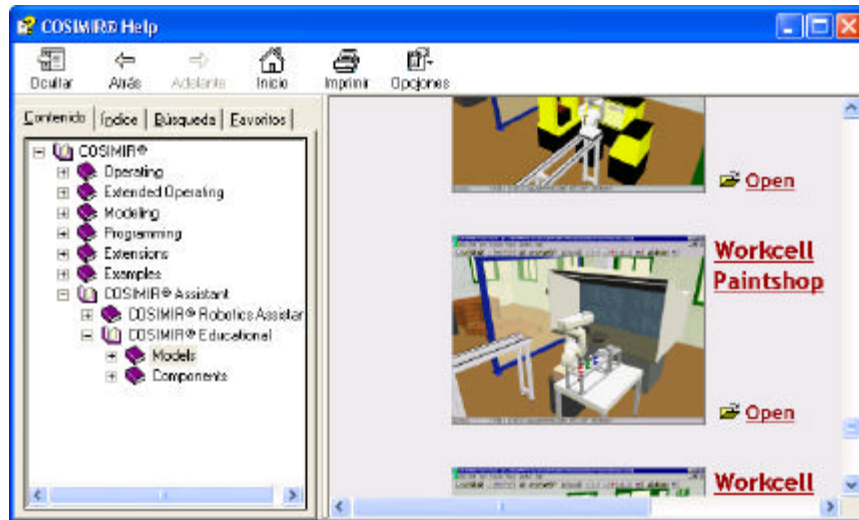 COSIMIR® Help
Ocultar Atrás Adelante Inicio Imprimir Opciones
Contenido Índice Búsqueda Favoritos
COSIMIR®
Operating
Extended Operating
Modeling
Programming
Extensions
Examples
COSIMIR® Assistant
COSIMIR® Robotics Assistar
COSIMIR® Educational
Models
Components
Open
Workcell
Paintshop
Open
Workcell